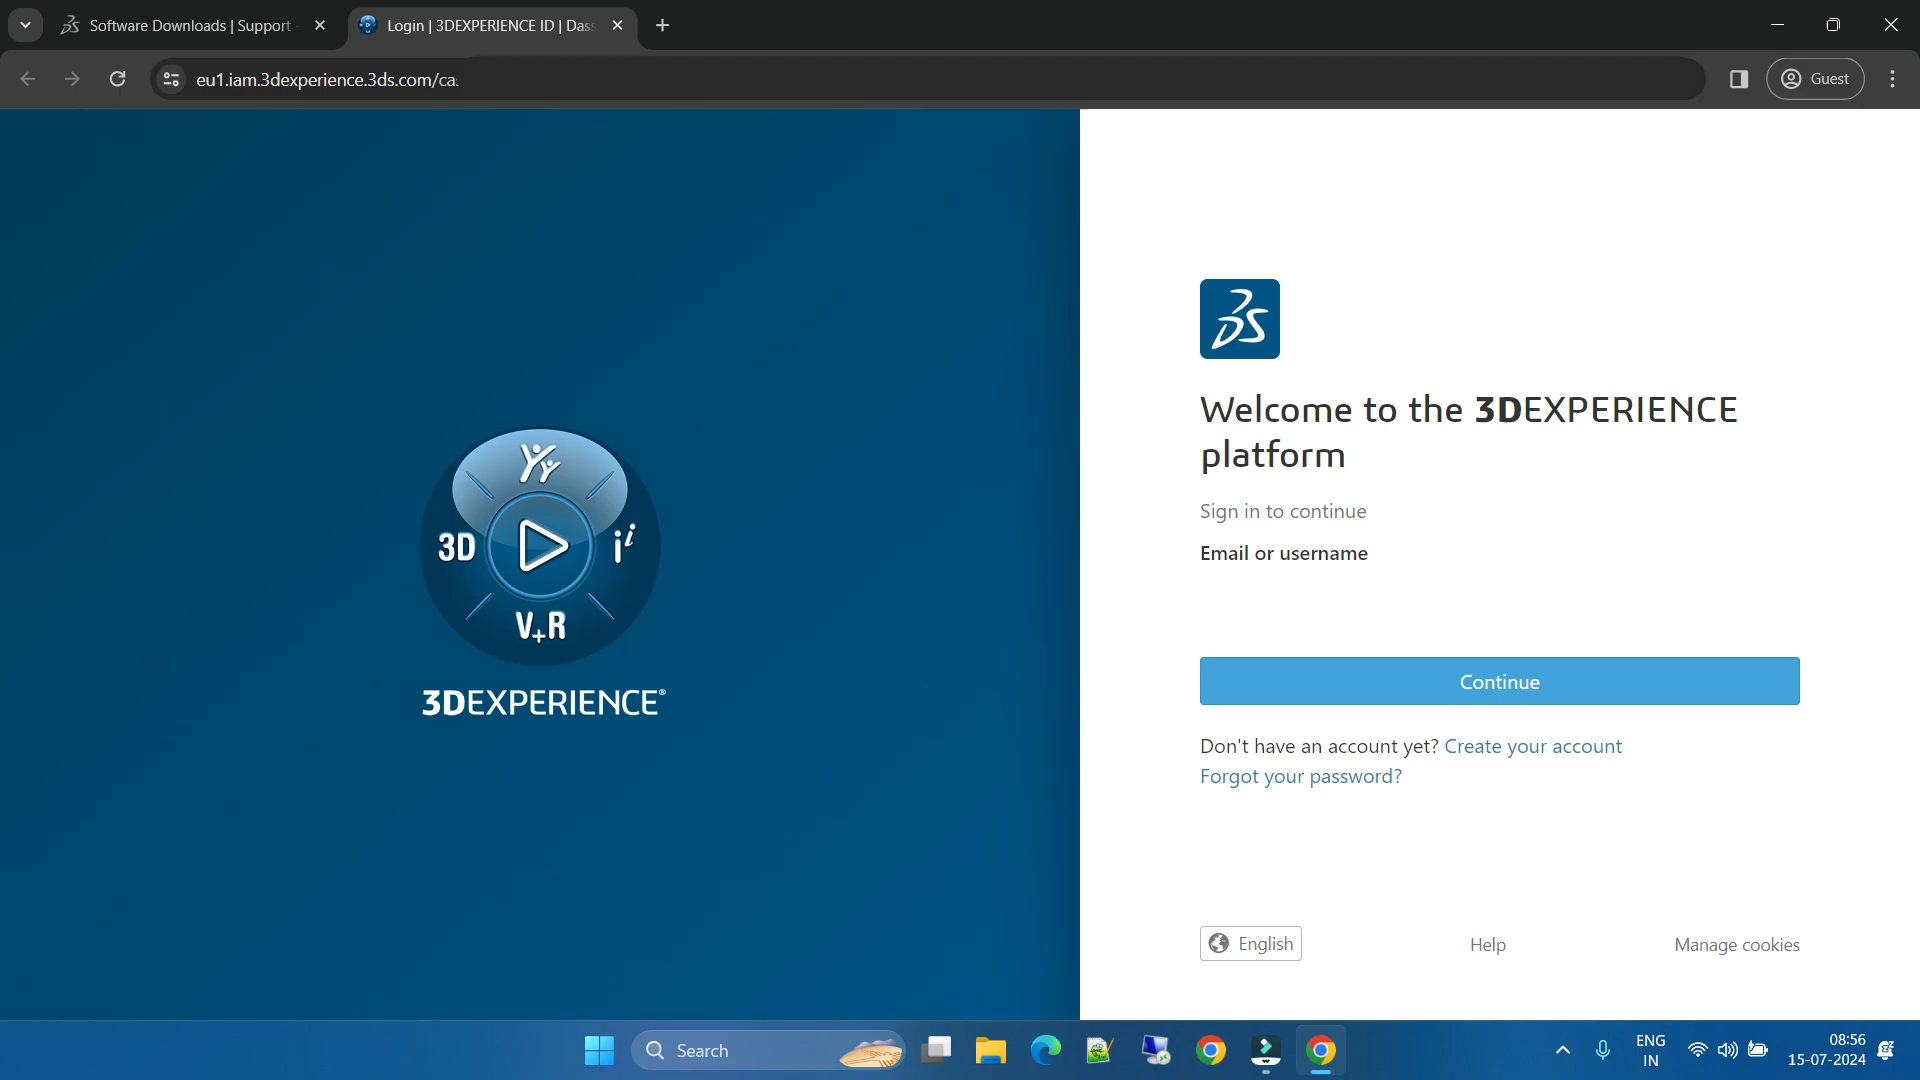 Software Downloads | Support
Login | 3DEXPERIENCE ID | Dass
eu1.iam.3dexperience.3ds.com/ca
Guest
3D
V+R
3DEXPERIENCE®
3DS
Welcome to the 3DEXPERIENCE
platform
Sign in to continue
Email or username
Continue
Don't have an account yet? Create your account
Forgot your password?
English
Help
Manage cookies
Search
ENG
IN
08:56
15-07-2024